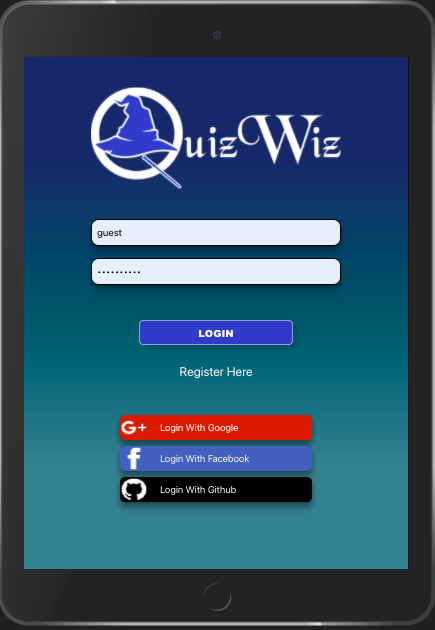 QuizWiz
guest
••••••••••
LOGIN
Register Here
G+ Login With Google
f Login With Facebook
Login With Github